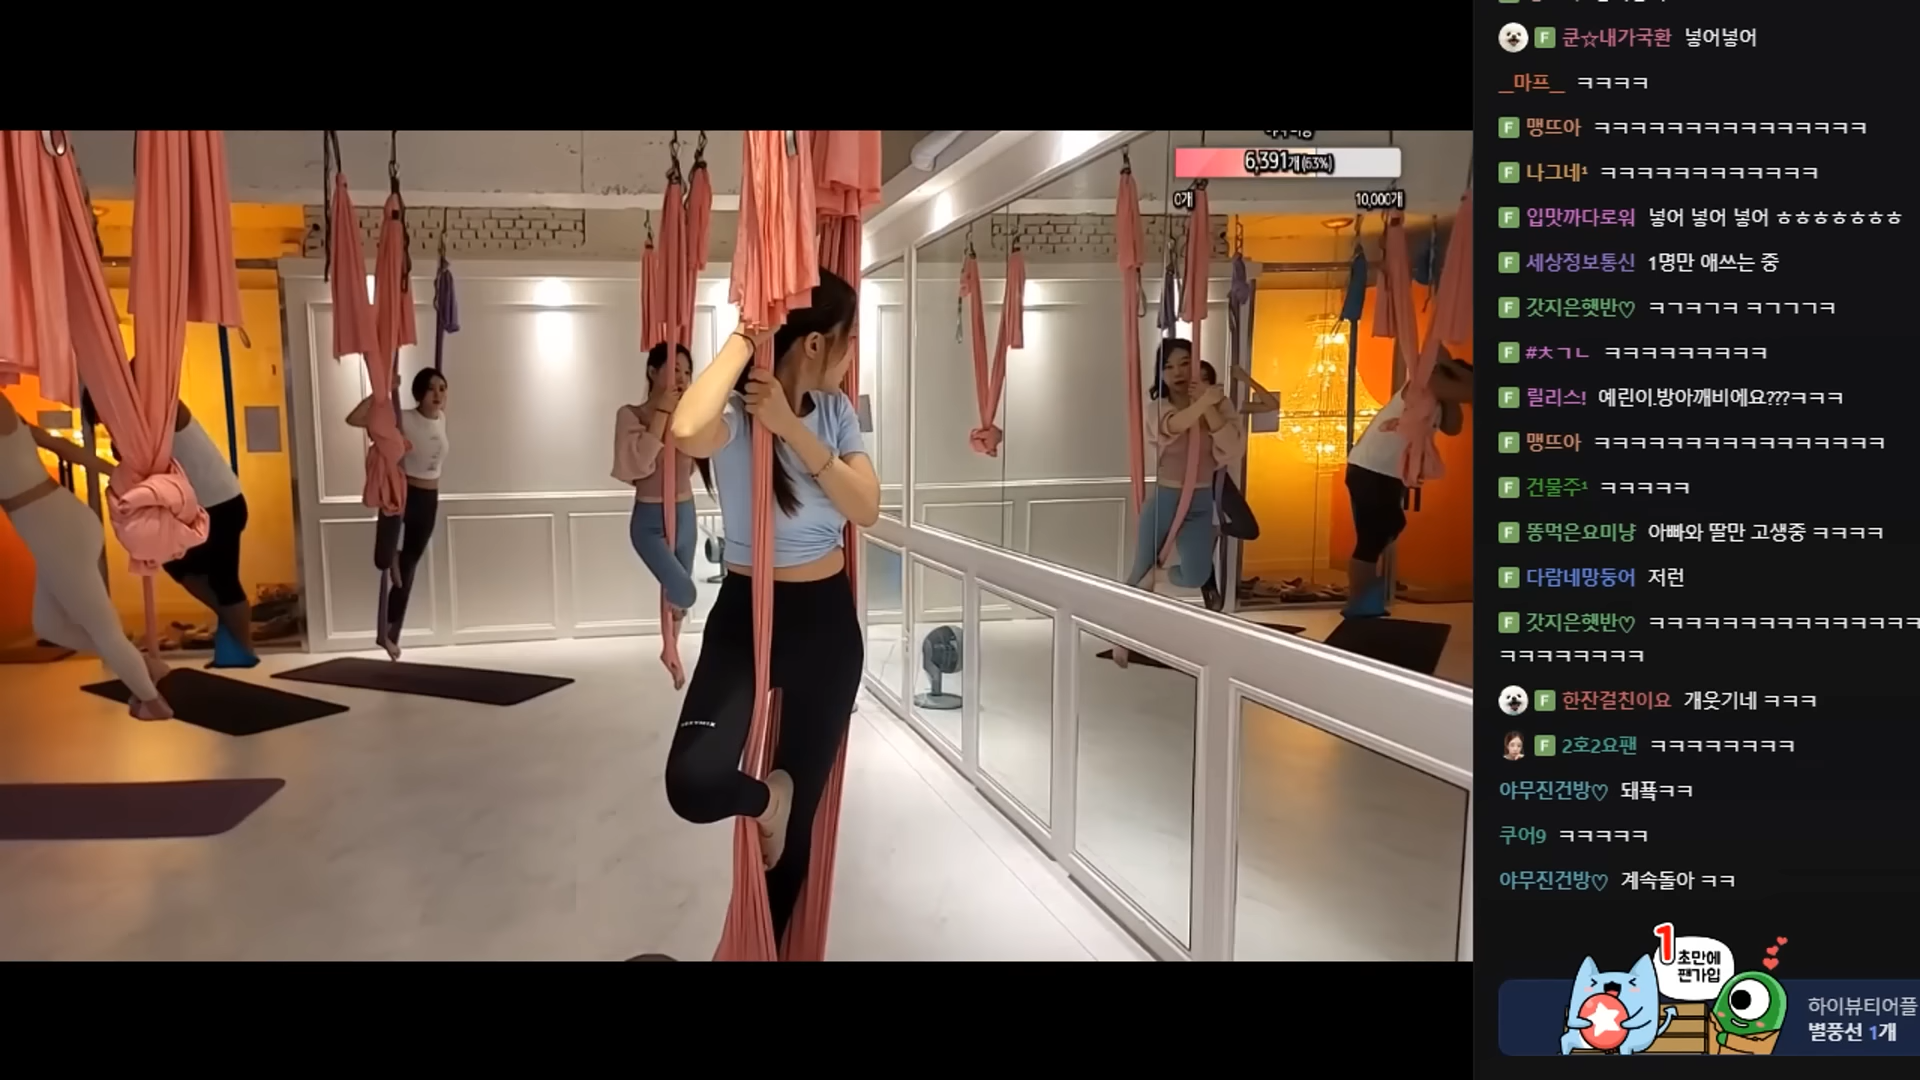 6,391개(63%)
0개
10,000개
F 쿤☆내가국환 넣어넣어
__마프__ ㅋㅋㅋㅋ
F 맹뜨아 ㅋㅋㅋㅋㅋㅋㅋㅋㅋㅋㅋㅋㅋㅋㅋ
F 나그네¹ ㅋㅋㅋㅋㅋㅋㅋㅋㅋㅋㅋㅋ
F 입맛까다로워 넣어 넣어 넣어 ㅎㅎㅎㅎㅎㅎㅎ
F 세상정보통신 1명만 애쓰는 중
F 갓지은햇반♡ ㅋㄱㅋㄱㅋ ㅋㄱㄱㄱㅋ
F #ㅊㄱㄴ ㅋㅋㅋㅋㅋㅋㅋㅋㅋ
F 릴리스! 예린이.방아깨비에요???ㅋㅋㅋ
F 맹뜨아 ㅋㅋㅋㅋㅋㅋㅋㅋㅋㅋㅋㅋㅋㅋㅋㅋ
F 건물주¹ ㅋㅋㅋㅋㅋ
F 똥먹은요미냥 아빠와 딸만 고생중 ㅋㅋㅋㅋ
F 다람네망둥어 저런
F 갓지은햇반♡ ㅋㅋㅋㅋㅋㅋㅋㅋㅋㅋㅋㅋㅋㅋㅋ
ㅋㅋㅋㅋㅋㅋㅋㅋ
F 한잔걸친이요 개웃기네 ㅋㅋㅋ
F 2호2요팬 ㅋㅋㅋㅋㅋㅋㅋㅋ
야무진건방♡ 돼푴ㅋㅋ
쿠어9 ㅋㅋㅋㅋㅋ
야무진건방♡ 계속돌아 ㅋㅋ
1초만에
팬가입
하이뷰티어플
별풍선 1개